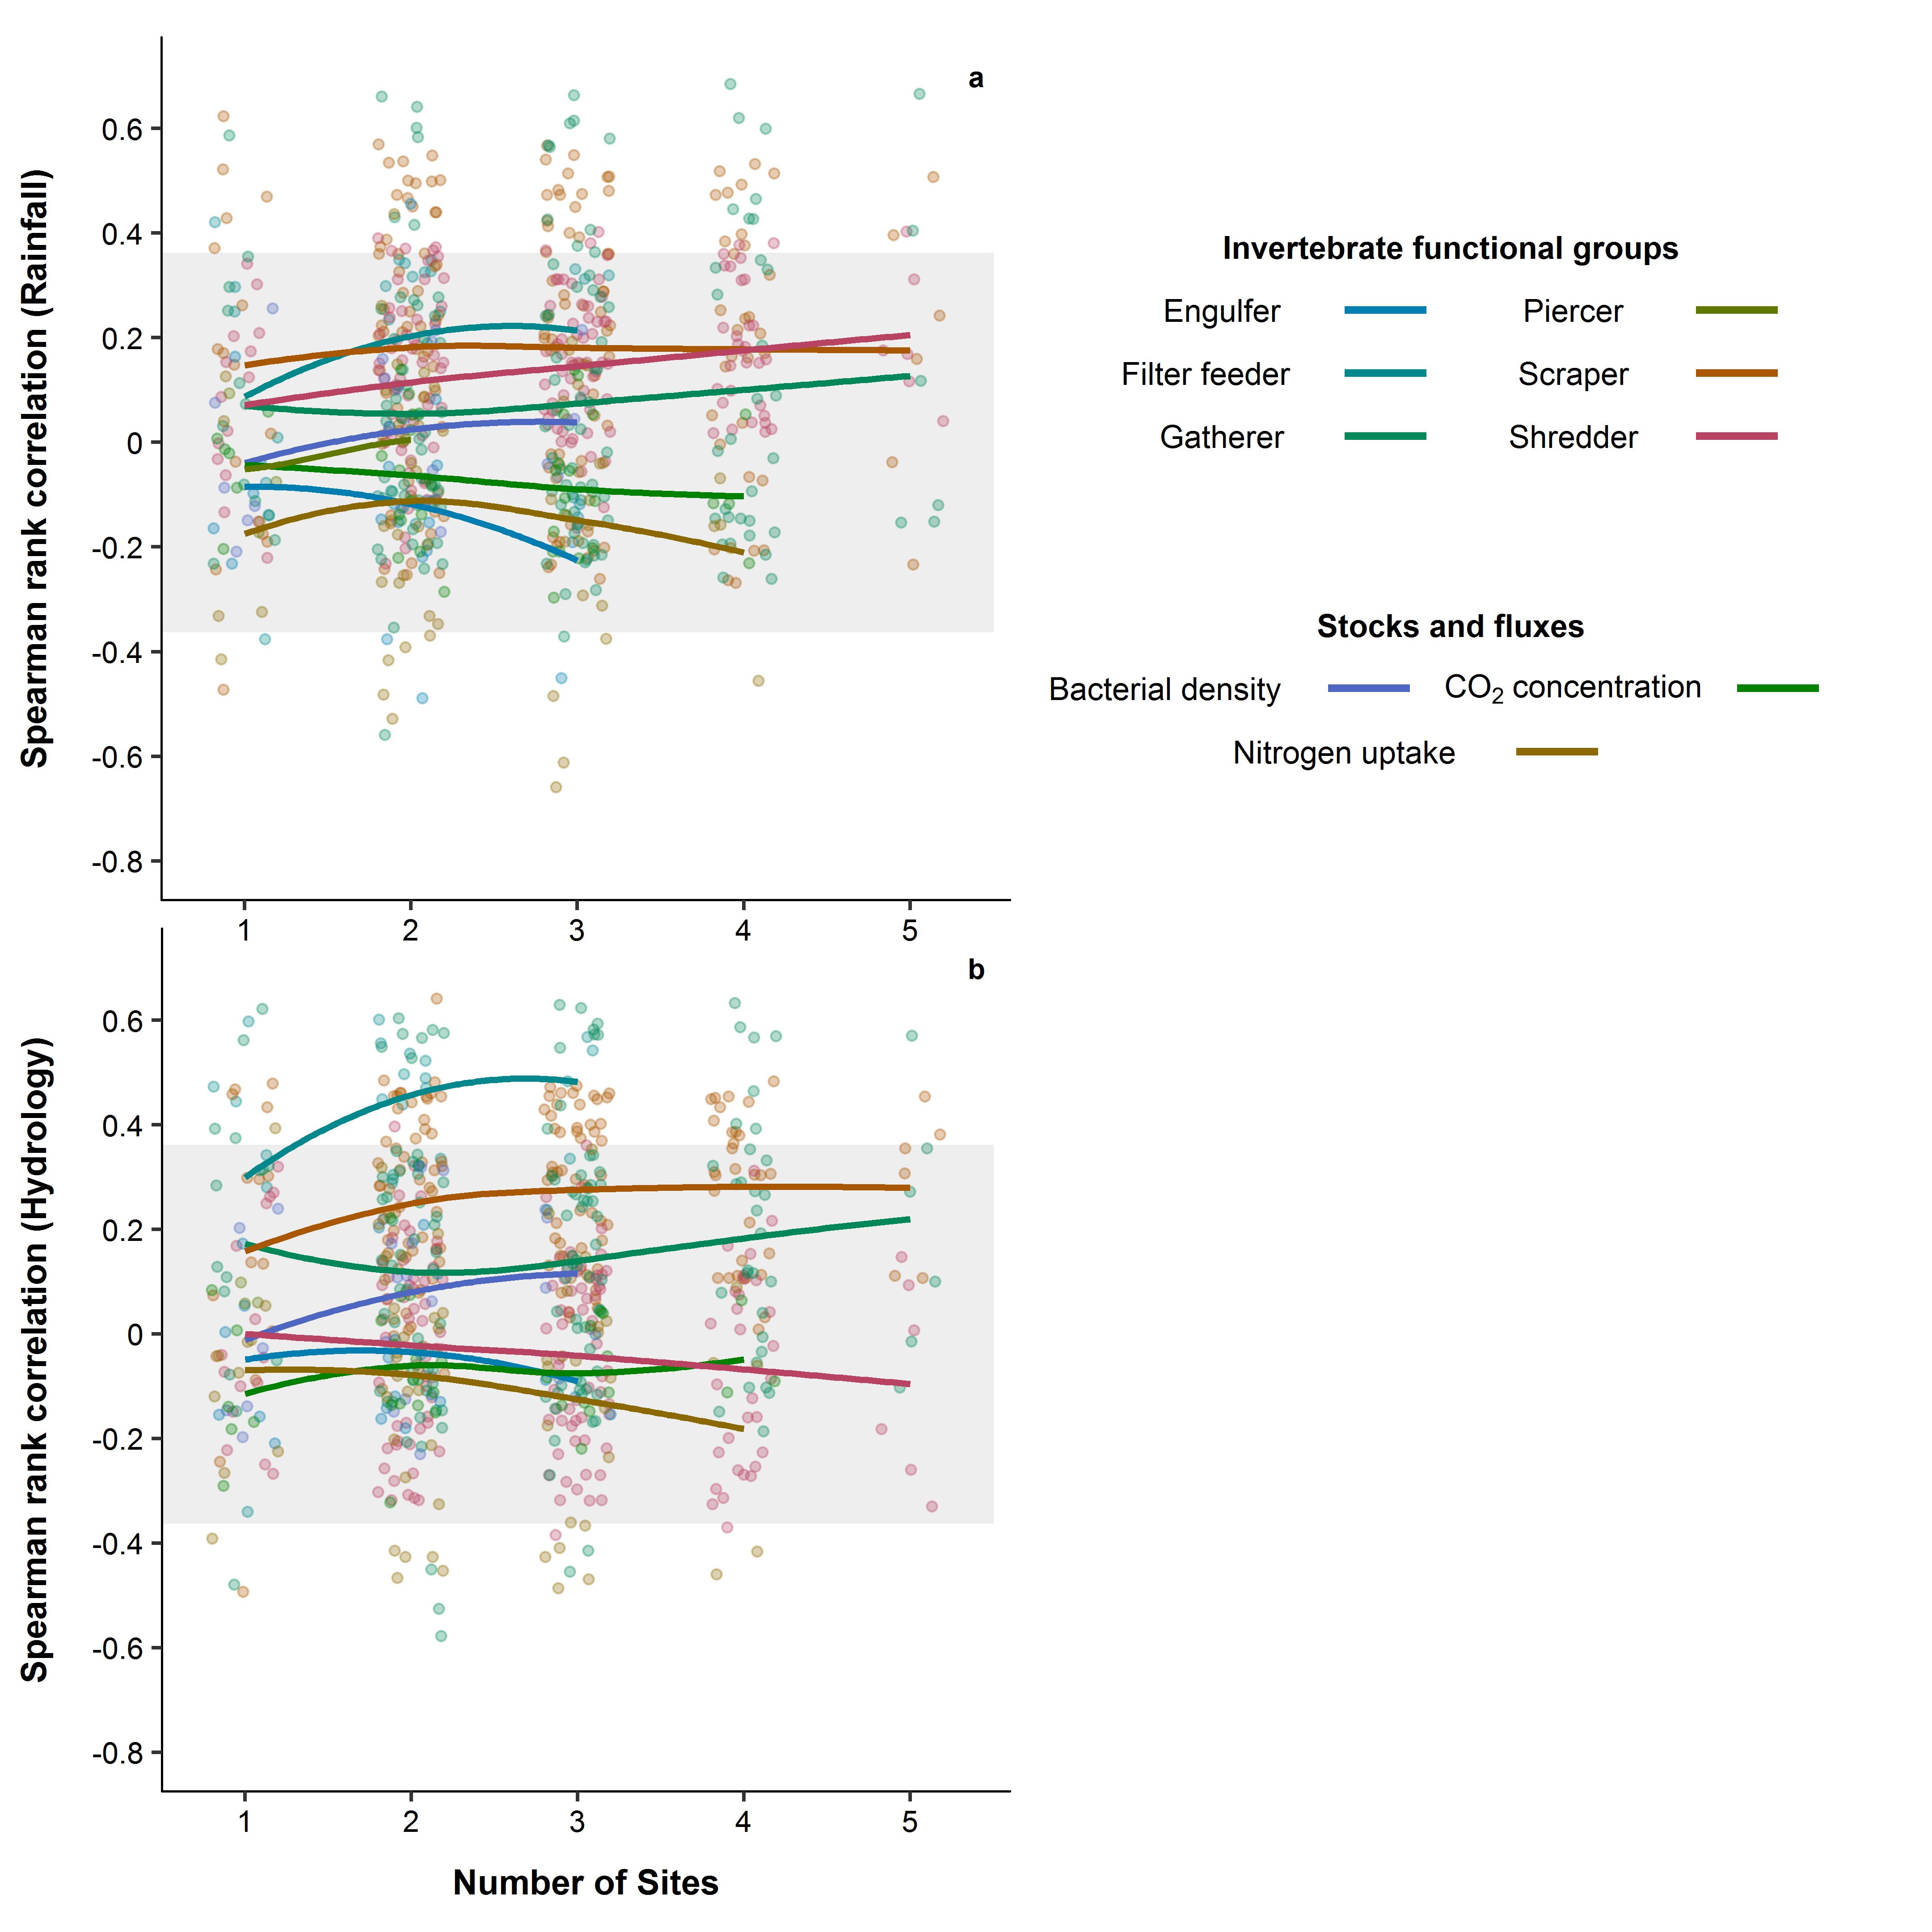 a
Spearman rank correlation (Rainfall)
0.6
0.4
0.2
0
-0.2
-0.4
-0.6
-0.8
1 2 3 4 5
Invertebrate functional groups
Engulfer Piercer
Filter feeder Scraper
Gatherer Shredder
Stocks and fluxes
Bacterial density CO₂ concentration
Nitrogen uptake
b
Spearman rank correlation (Hydrology)
0.6
0.4
0.2
0
-0.2
-0.4
-0.6
-0.8
1 2 3 4 5
Number of Sites